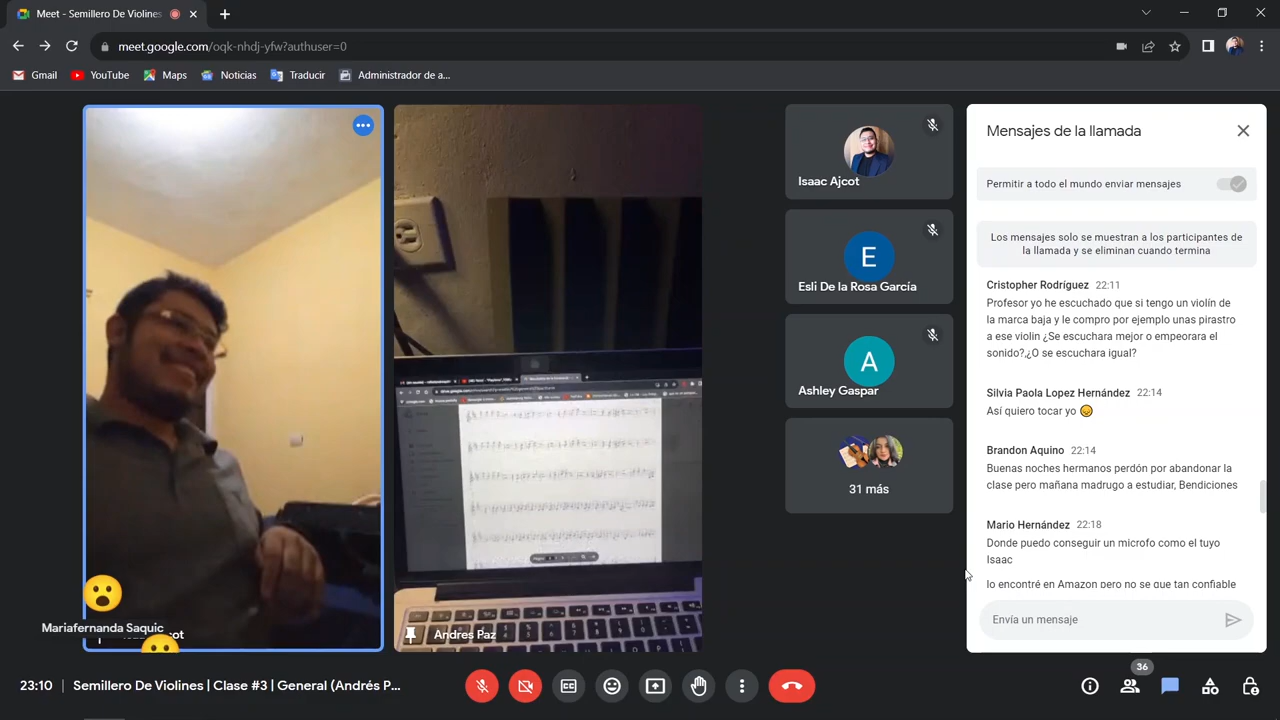 Meet - Semillero De Violines
meet.google.com/oqk-nhdj-yfw?authuser=0
Gmail
YouTube
Maps
Noticias
Traducir
Administrador de a...
Isaac Ajcot
Esli De la Rosa García
E
Ashley Gaspar
A
31 más
Mariafernanda Saquic
cot
Andres Paz
Mensajes de la llamada
Permitir a todo el mundo enviar mensajes
Los mensajes solo se muestran a los participantes de
la llamada y se eliminan cuando termina
Cristopher Rodríguez 22:11
Profesor yo he escuchado que si tengo un violín de
la marca baja y le compro por ejemplo unas pirastro
a ese violin ¿Se escuchara mejor o empeorara el
sonido?,¿O se escuchara igual?
Silvia Paola Lopez Hernández 22:14
Así quiero tocar yo 
Brandon Aquino 22:14
Buenas noches hermanos perdón por abandonar la
clase pero mañana madrugo a estudiar, Bendiciones
Mario Hernández 22:18
Donde puedo conseguir un microfo como el tuyo
Isaac
lo encontré en Amazon pero no se que tan confiable
Envía un mensaje
23:10 | Semillero De Violines | Clase #3 | General (Andrés P...
36